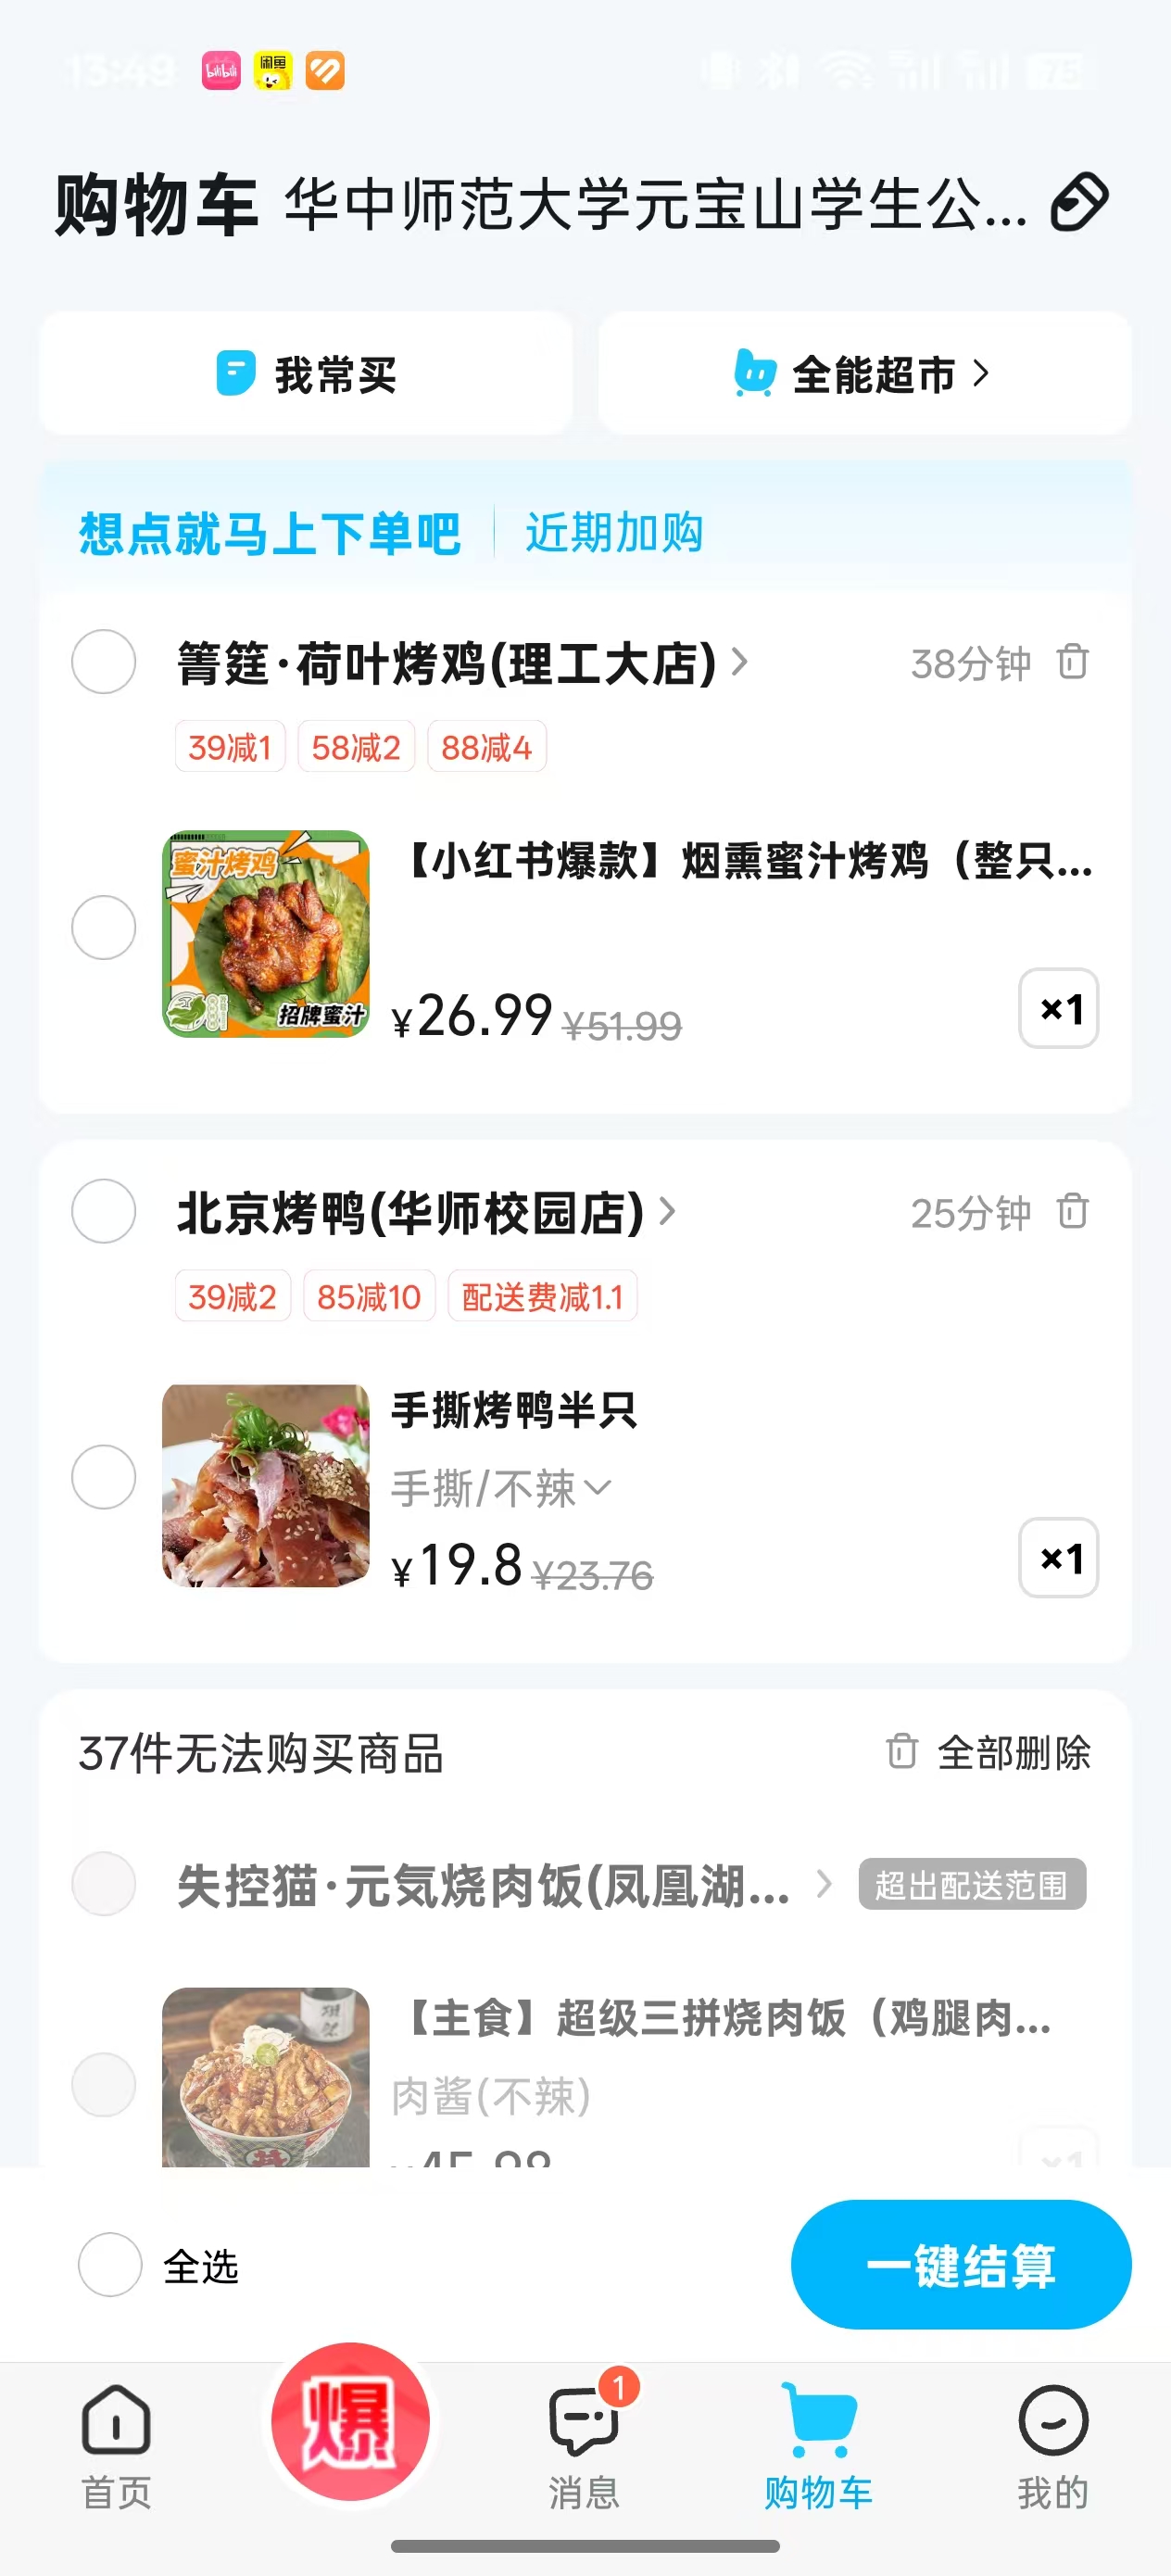 13:49
bilibili
闲鱼
75
购物车 华中师范大学元宝山学生公...
我常买
全能超市
想点就马上下单吧 近期加购
箐筵·荷叶烤鸡(理工大店) 38分钟
39减1 58减2 88减4
蜜汁烤鸡
招牌蜜汁
【小红书爆款】烟熏蜜汁烤鸡（整只...
¥26.99 ¥51.99
×1
北京烤鸭(华师校园店) 25分钟
39减2 85减10 配送费减1.1
手撕烤鸭半只
手撕/不辣
¥19.8 ¥23.76
×1
37件无法购买商品 全部删除
失控猫·元気烧肉饭(凤凰湖... 超出配送范围
【主食】超级三拼烧肉饭（鸡腿肉...
肉酱(不辣)
全选 一键结算
爆
1
首页 消息 购物车 我的